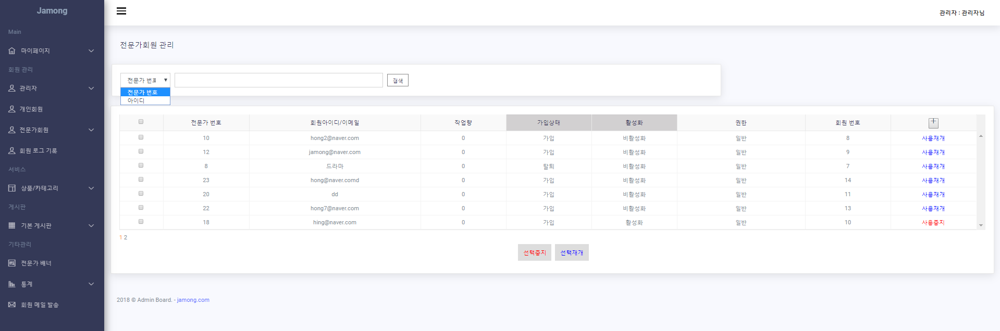 Jamong
관리자 : 관리자님
Main
마이페이지
회원 관리
관리자
개인회원
전문가회원
회원 로그 기록
서비스
상품/카테고리
게시판
기본 게시판
기타관리
전문가 배너
통계
회원 메일 발송
전문가회원 관리
전문가 번호 검색
전문가 번호
아이디
전문가 번호 회원아이디/이메일 작업량 가입상태 활성화 권한 회원 번호 +
10 hong2@naver.com 0 가입 비활성화 일반 8 사용재개
12 jamong@naver.com 0 가입 비활성화 일반 9 사용재개
8 드라마 0 탈퇴 비활성화 일반 7 사용재개
23 hong@naver.comd 0 가입 비활성화 일반 14 사용재개
20 dd 0 가입 비활성화 일반 11 사용재개
22 hong7@naver.com 0 가입 비활성화 일반 13 사용재개
18 hing@naver.com 0 가입 활성화 일반 10 사용중지
1 2
선택중지 선택재개
2018 © Admin Board. - jamong.com